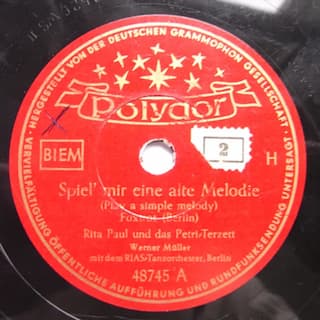 HERGESTELLT VON DER DEUTSCHEN GRAMMOPHON GESELLSCHAFT
Polydor
BIEM
2
H
Spiel' mir eine alte Melodie
(Play a simple melody)
Foxtrot (Berlin)
Rita Paul und das Petri-Terzett
Werner Müller
mit dem RIAS-Tanzorchester, Berlin
48745 A
VERVIELFÄLTIGUNG ÖFFENTLICHE AUFFÜHRUNG UND RUNDFUNKSENDUNG UNTERSAGT